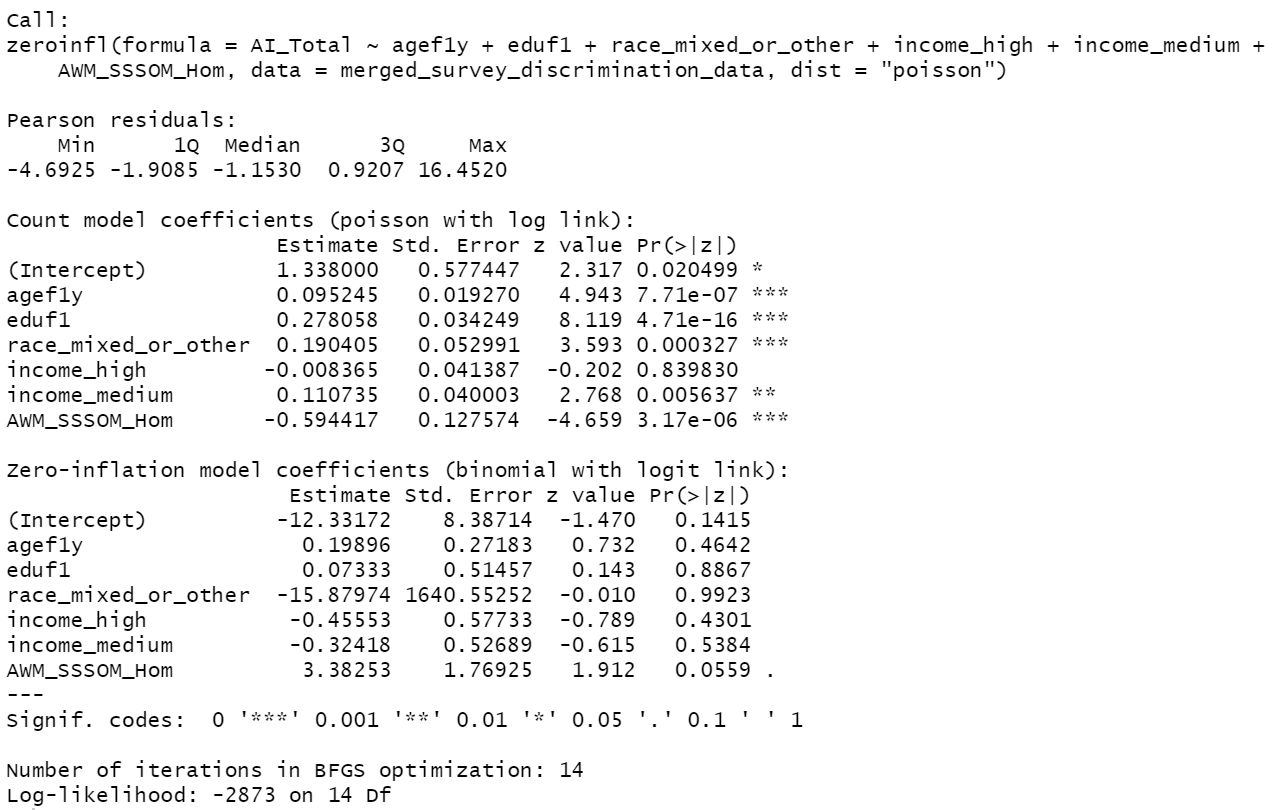 Call:
zeroinfl(formula = AI_Total ~ agef1y + eduf1 + race_mixed_or_other + income_high + income_medium +
    AWM_SSSOM_Hom, data = merged_survey_discrimination_data, dist = "poisson")

Pearson residuals:
    Min      1Q  Median      3Q     Max
-4.6925 -1.9085 -1.1530  0.9207 16.4520

Count model coefficients (poisson with log link):
                     Estimate Std. Error z value Pr(>|z|)
(Intercept)          1.338000   0.577447   2.317 0.020499 *
agef1y               0.095245   0.019270   4.943 7.71e-07 ***
eduf1                0.278058   0.034249   8.119 4.71e-16 ***
race_mixed_or_other  0.190405   0.052991   3.593 0.000327 ***
income_high         -0.008365   0.041387  -0.202 0.839830
income_medium        0.110735   0.040003   2.768 0.005637 **
AWM_SSSOM_Hom       -0.594417   0.127574  -4.659 3.17e-06 ***

Zero-inflation model coefficients (binomial with logit link):
                      Estimate Std. Error z value Pr(>|z|)
(Intercept)          -12.33172    8.38714  -1.470   0.1415
agef1y                 0.19896    0.27183   0.732   0.4642
eduf1                  0.07333    0.51457   0.143   0.8867
race_mixed_or_other  -15.87974 1640.55252  -0.010   0.9923
income_high           -0.45553    0.57733  -0.789   0.4301
income_medium         -0.32418    0.52689  -0.615   0.5384
AWM_SSSOM_Hom          3.38253    1.76925   1.912   0.0559 .
---
Signif. codes:  0 '***' 0.001 '**' 0.01 '*' 0.05 '.' 0.1 ' ' 1

Number of iterations in BFGS optimization: 14
Log-likelihood: -2873 on 14 Df